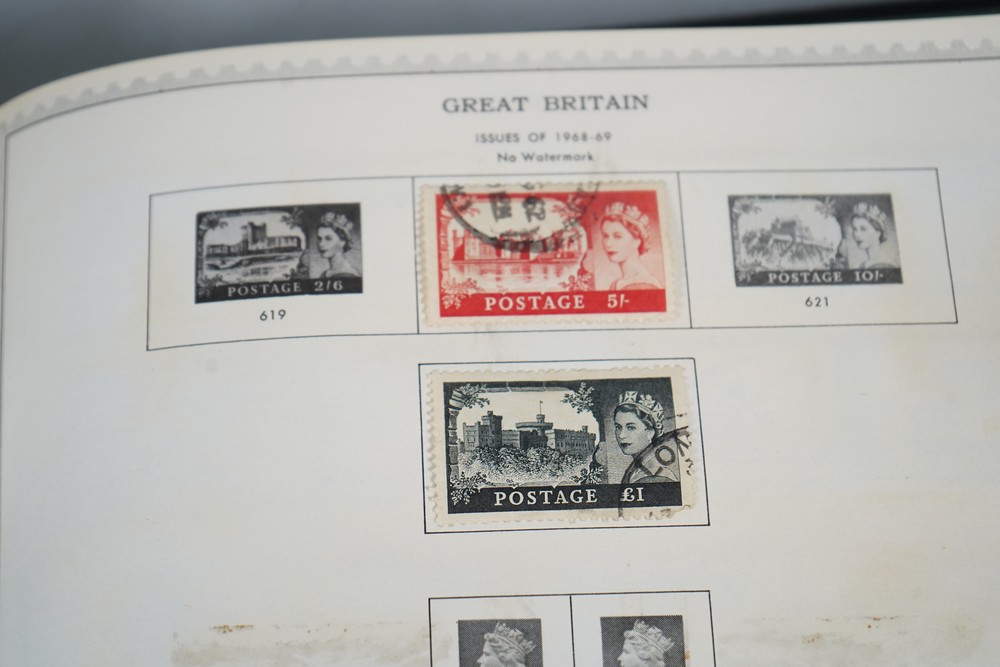 GREAT BRITAIN
ISSUES OF 1968-69
No Watermark
POSTAGE 2/6
619
POSTAGE 5/-
POSTAGE 10/-
621
POSTAGE £1